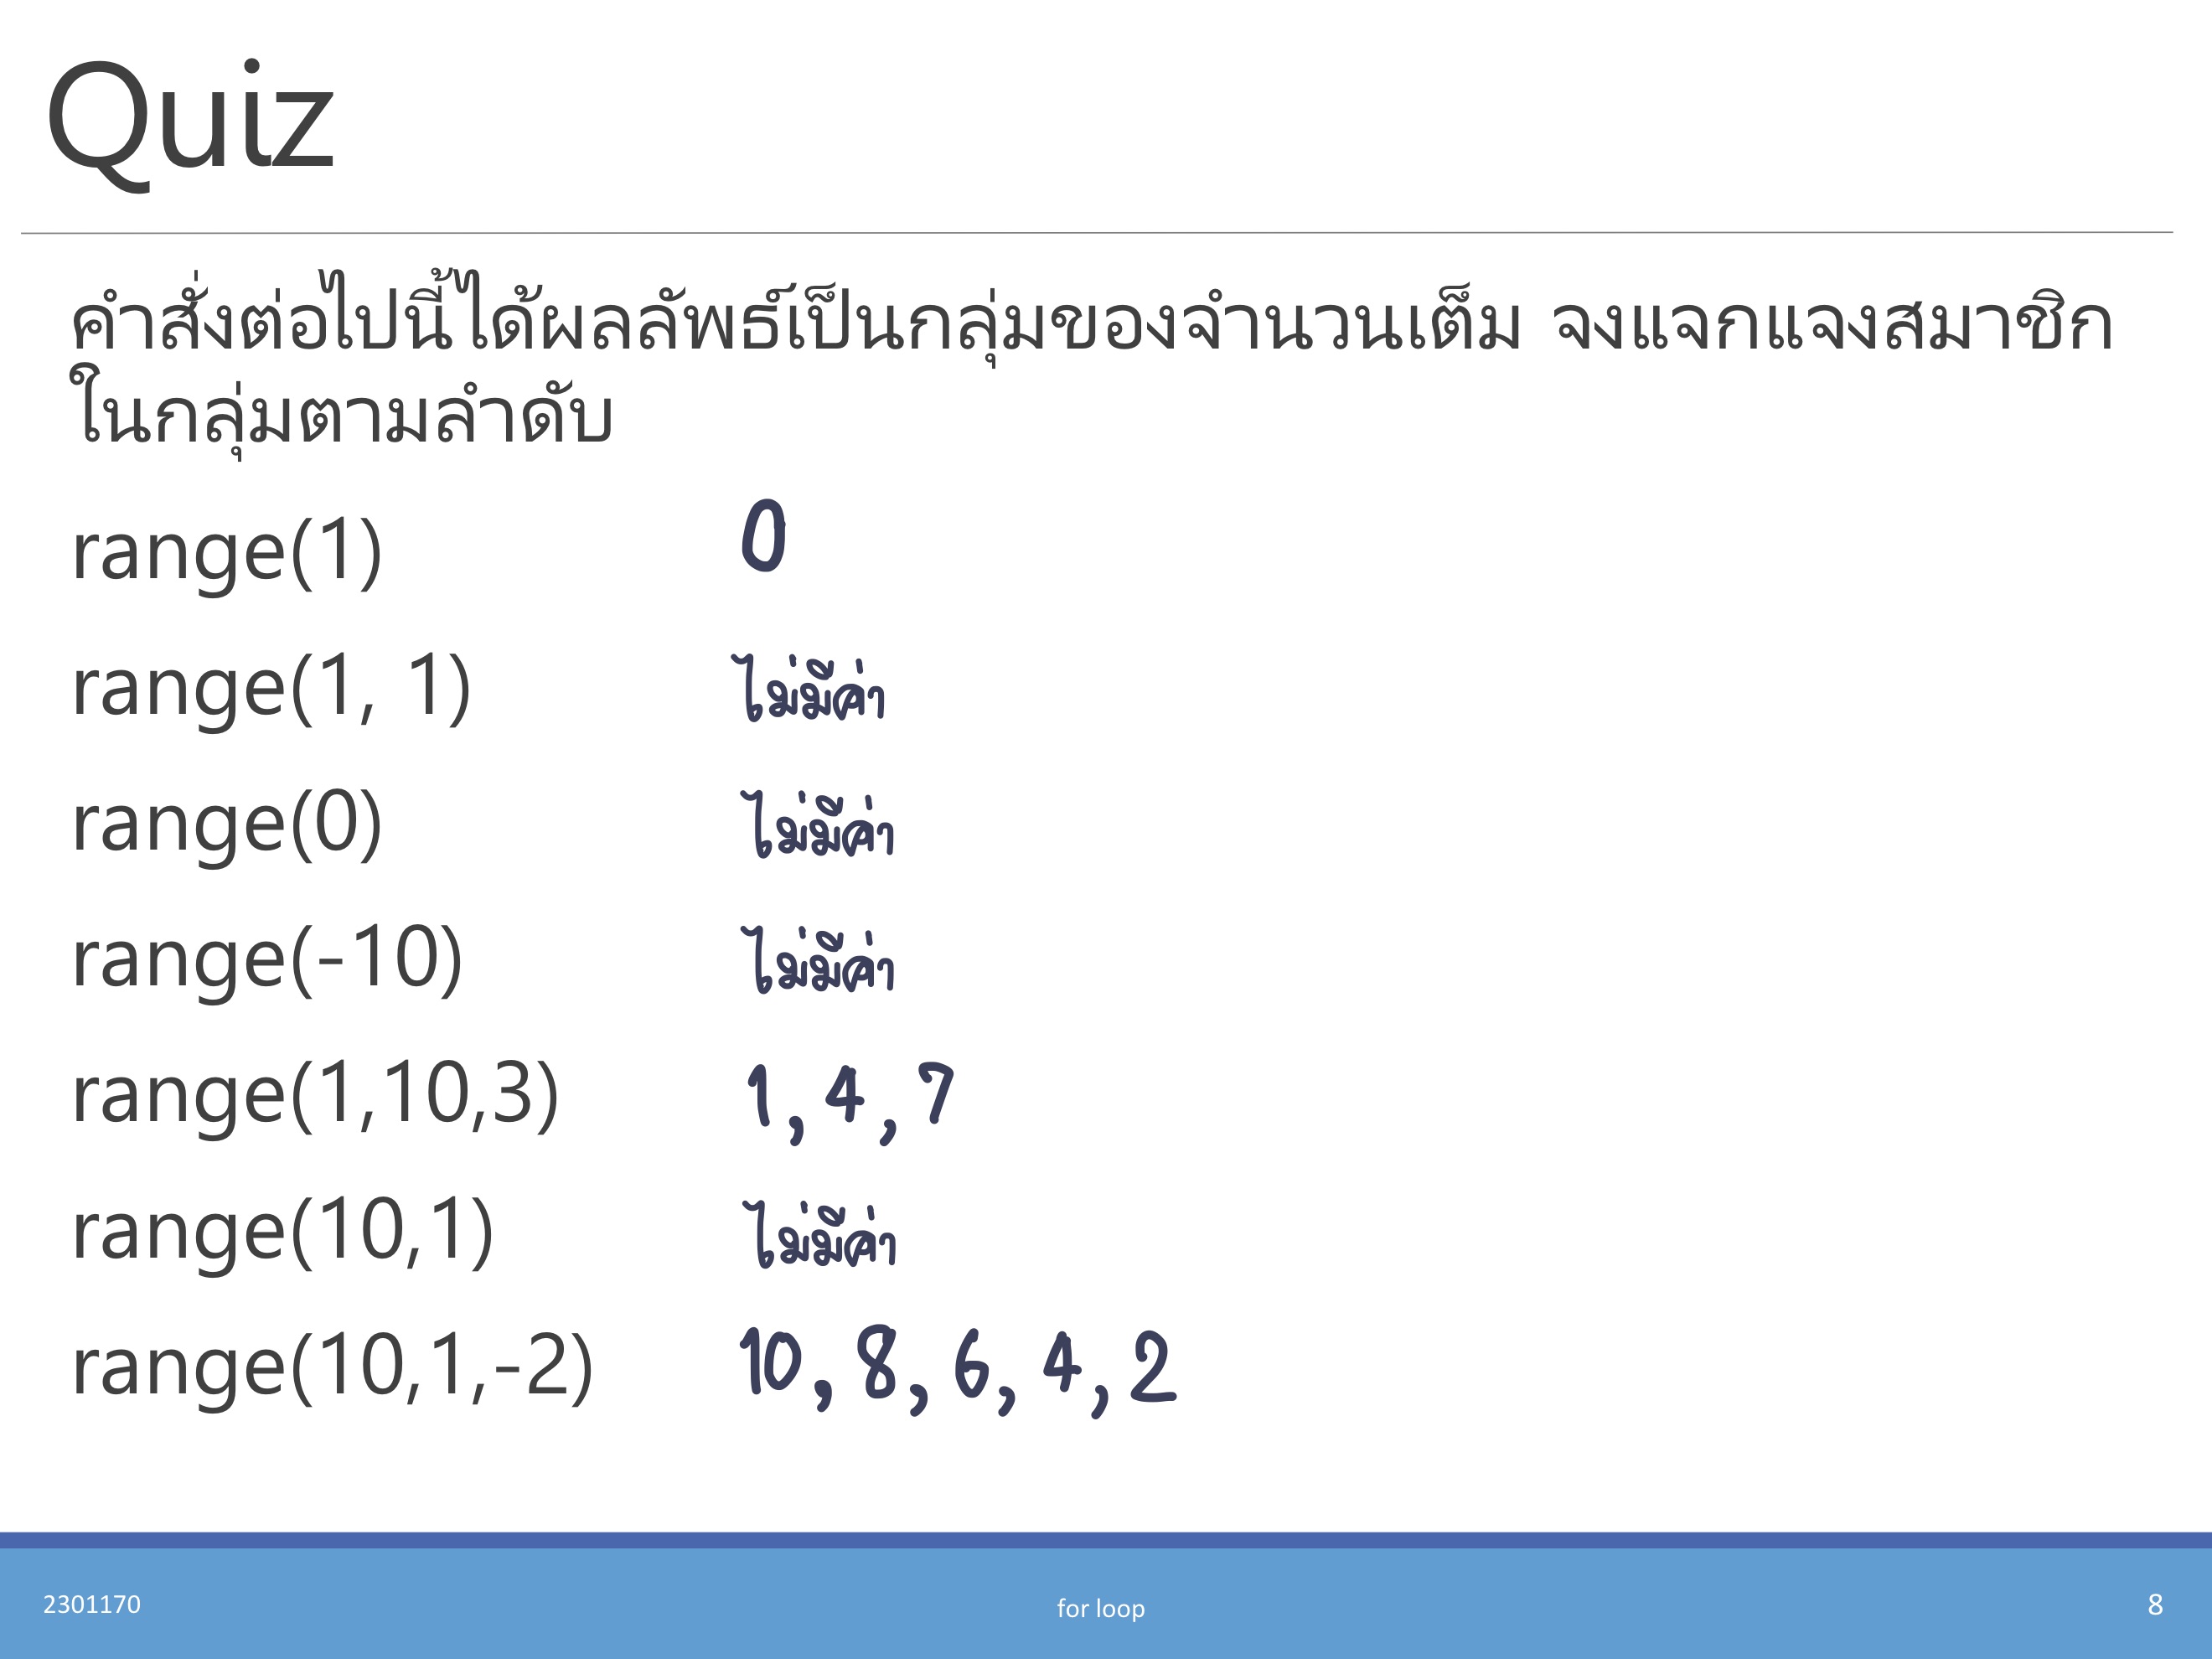 Quiz
คำสั่งต่อไปนี้ได้ผลลัพธ์เป็นกลุ่มของจำนวนเต็ม จงแจกแจงสมาชิก
ในกลุ่มตามลำดับ
range(1) 0
range(1, 1) ไม่มีค่า
range(0) ไม่มีค่า
range(-10) ไม่มีค่า
range(1,10,3) 1,4,7
range(10,1) ไม่มีค่า
range(10,1,-2) 10,8,6,4,2
2301170 for loop 8